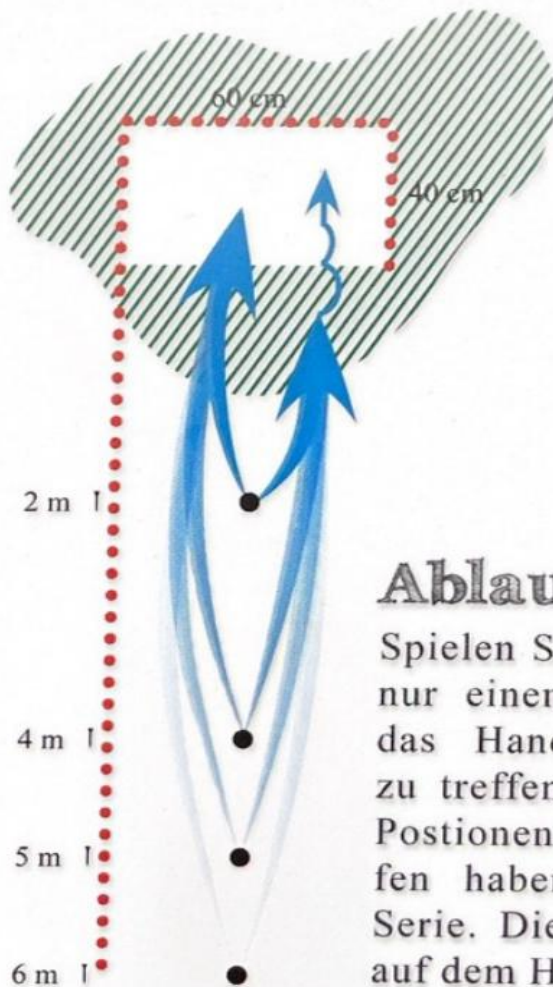 60 cm
40 cm
2 m
4 m
5 m
6 m
Ablau
Spielen S
nur einen
das Hand
zu treffen
Postionen
fen haben
Serie. Die
auf dem H